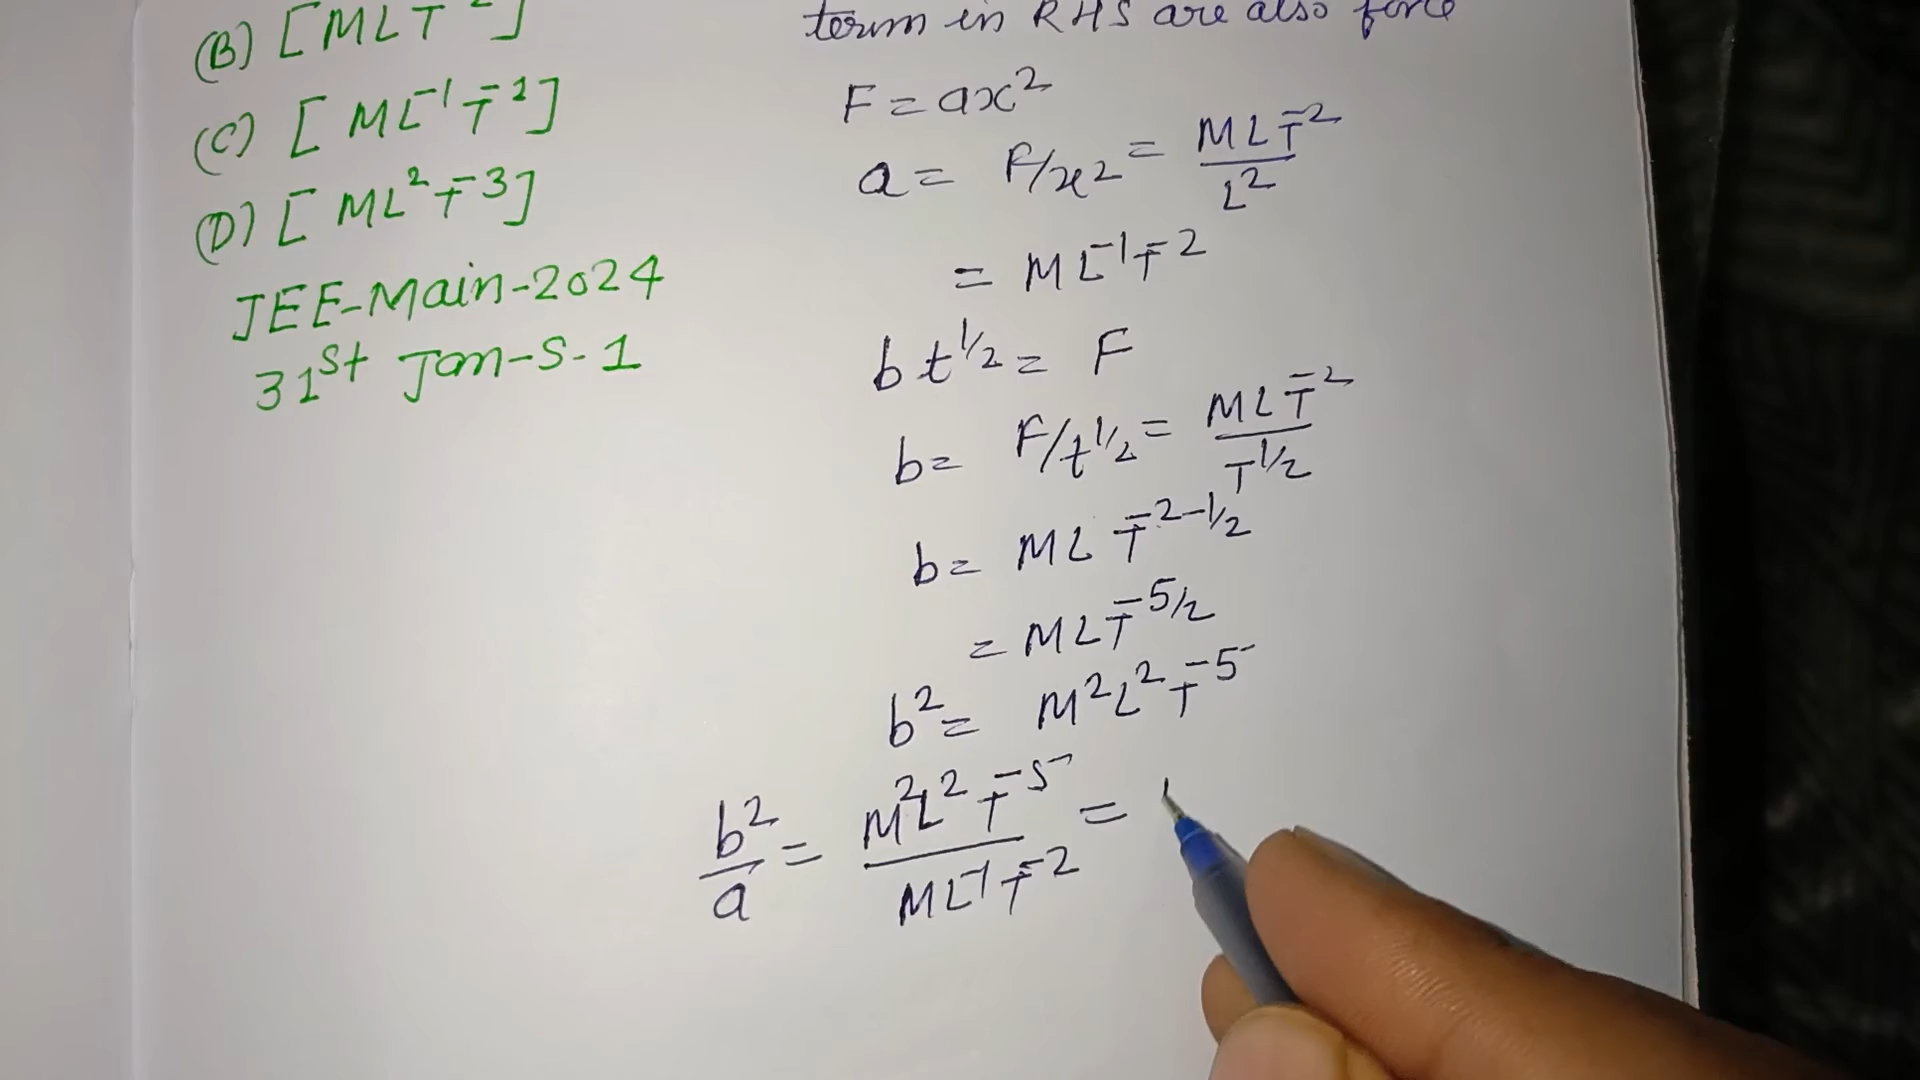 (B) [MLT⁻²]
(C) [ML⁻¹T⁻²]
(D) [ML²T⁻³]
JEE-Main-2024
31st Jan-S-1
term in RHS are also force
F = ax²
a = F/x² = MLT⁻²/L²
= ML⁻¹T⁻²
bt^1/2 = F
b = F/t^1/2 = MLT⁻²/T^1/2
b = MLT^-2-1/2
= MLT^-5/2
b² = M²L²T⁻⁵
b²/a = M²L²T⁻⁵/ML⁻¹T⁻² =